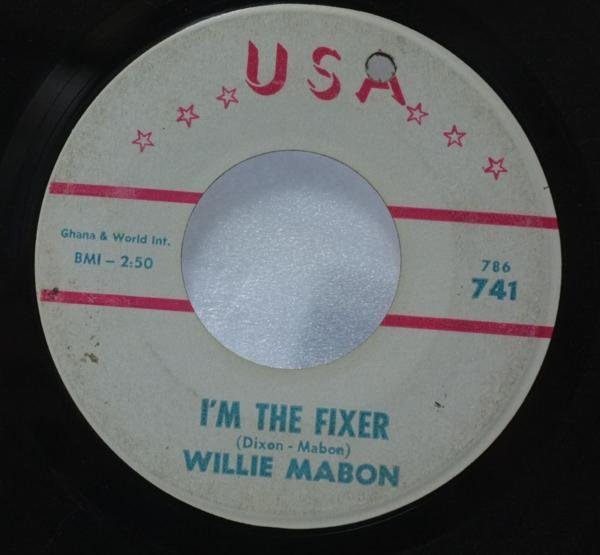 USA
Ghana & World Int.
BMI - 2:50
786
741
I'M THE FIXER
(Dixon - Mabon)
WILLIE MABON